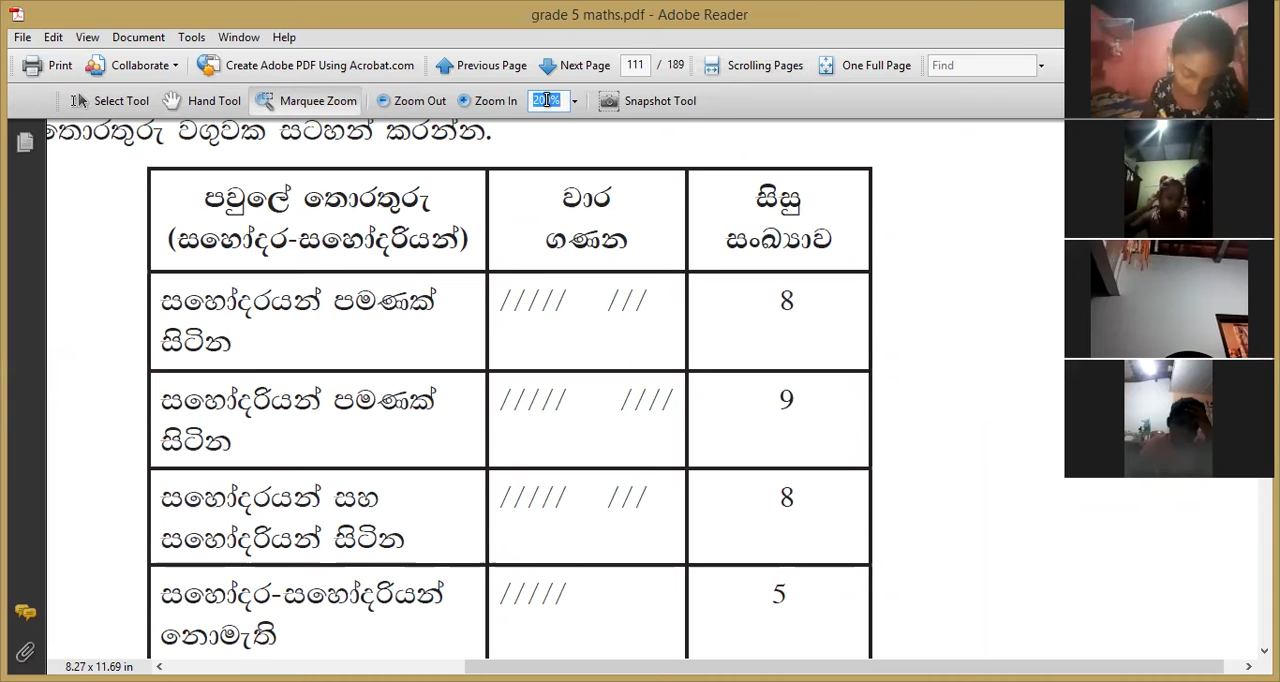 grade 5 maths.pdf - Adobe Reader
File Edit View Document Tools Window Help
Print Collaborate Create Adobe PDF Using Acrobat.com Previous Page Next Page 111 / 189 Scrolling Pages One Full Page Find
Select Tool Hand Tool Marquee Zoom Zoom Out Zoom In Snapshot Tool
තොරතුරු වගුවක සටහන් කරන්න.
පවුලේ තොරතුරු
(සහෝදර-සහෝදරියන්)
වාර
ගණන
සිසු
සංඛ්‍යාව
සහෝදරයන් පමණක්
සිටින
///// ///
8
සහෝදරියන් පමණක්
සිටින
///// ////
9
සහෝදරයන් සහ
සහෝදරියන් සිටින
///// ///
8
සහෝදර-සහෝදරියන්
නොමැති
/////
5
8.27 x 11.69 in